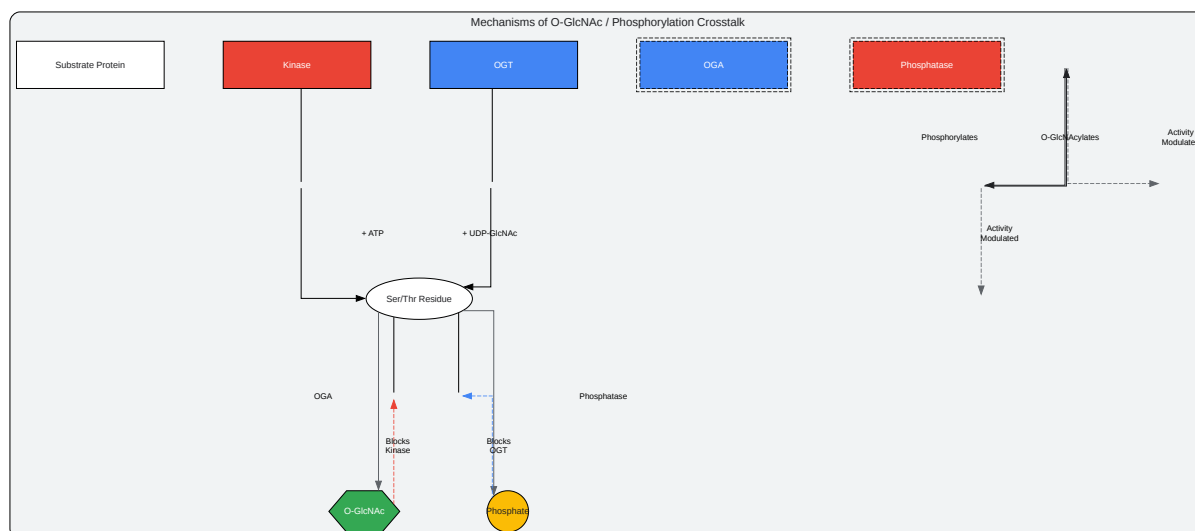 Mechanisms of O-GlcNAc / Phosphorylation Crosstalk
Substrate Protein
Kinase
OGT
OGA
Phosphatase
Phosphorylates
O-GlcNAcylates
Activity
Modulated
+ ATP
+ UDP-GlcNAc
Activity
Modulated
Ser/Thr Residue
OGA
Phosphatase
Blocks
Kinase
Blocks
OGT
O-GlcNAc
Phosphate